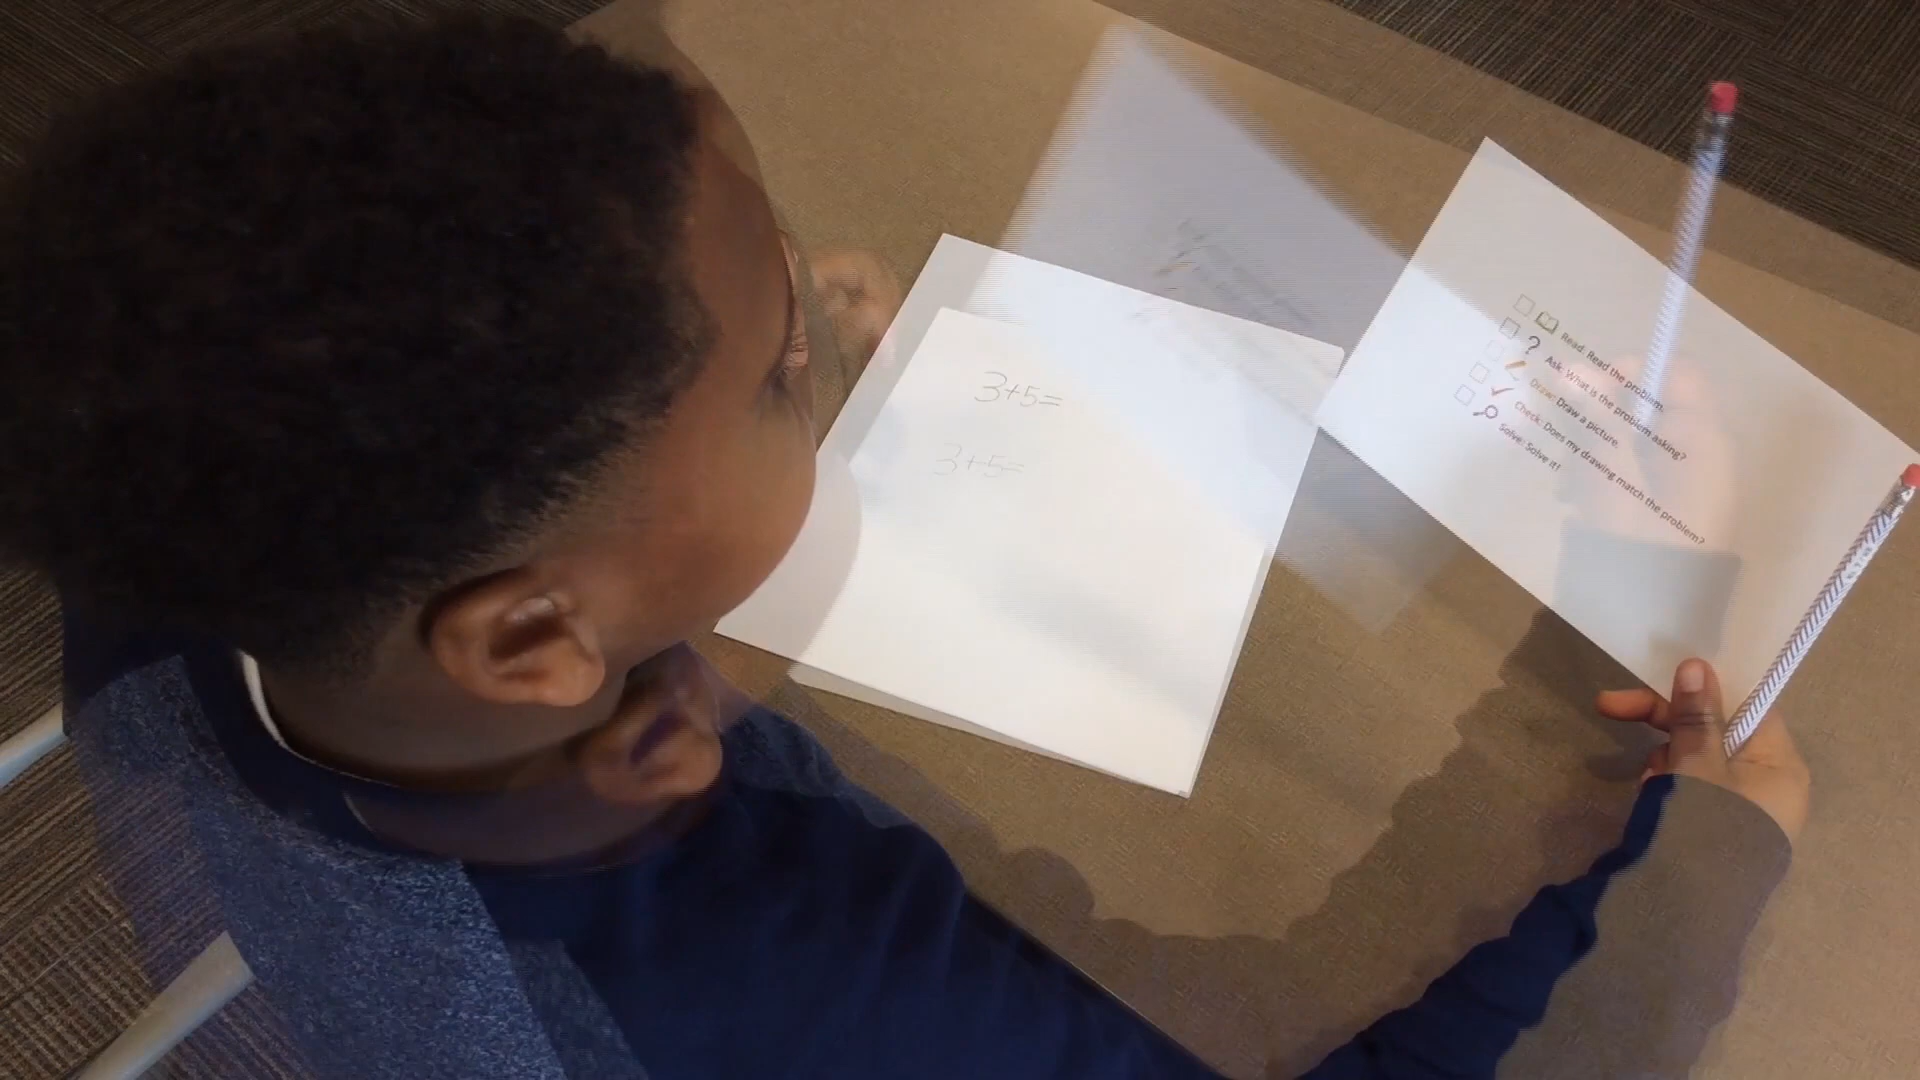 3+5=
3+5=
Read: Read the problem.
? Ask: What is the problem asking?
Draw: Draw a picture.
Check: Does my drawing match the problem?
Solve: Solve it!